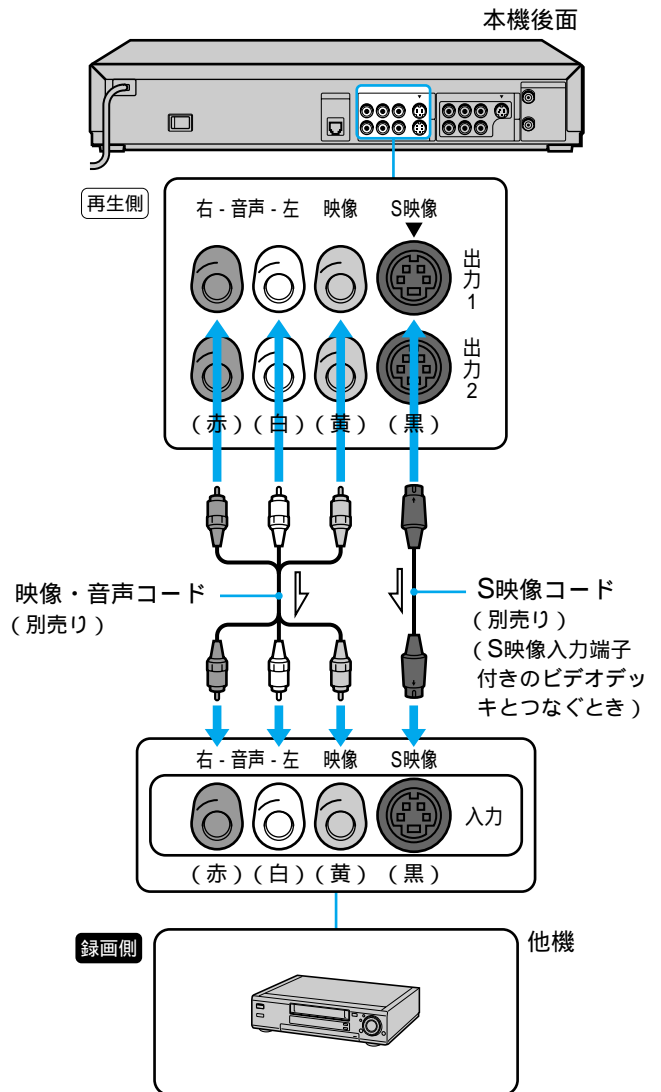 本機後面
再生側
右 - 音声 - 左 映像 S映像
出力1
出力2
(赤)(白)(黄)(黒)
映像・音声コード
(別売り)
S映像コード
(別売り)
(S映像入力端子
付きのビデオデッ
キとつなぐとき)
右 - 音声 - 左 映像 S映像
入力
(赤)(白)(黄)(黒)
録画側
他機